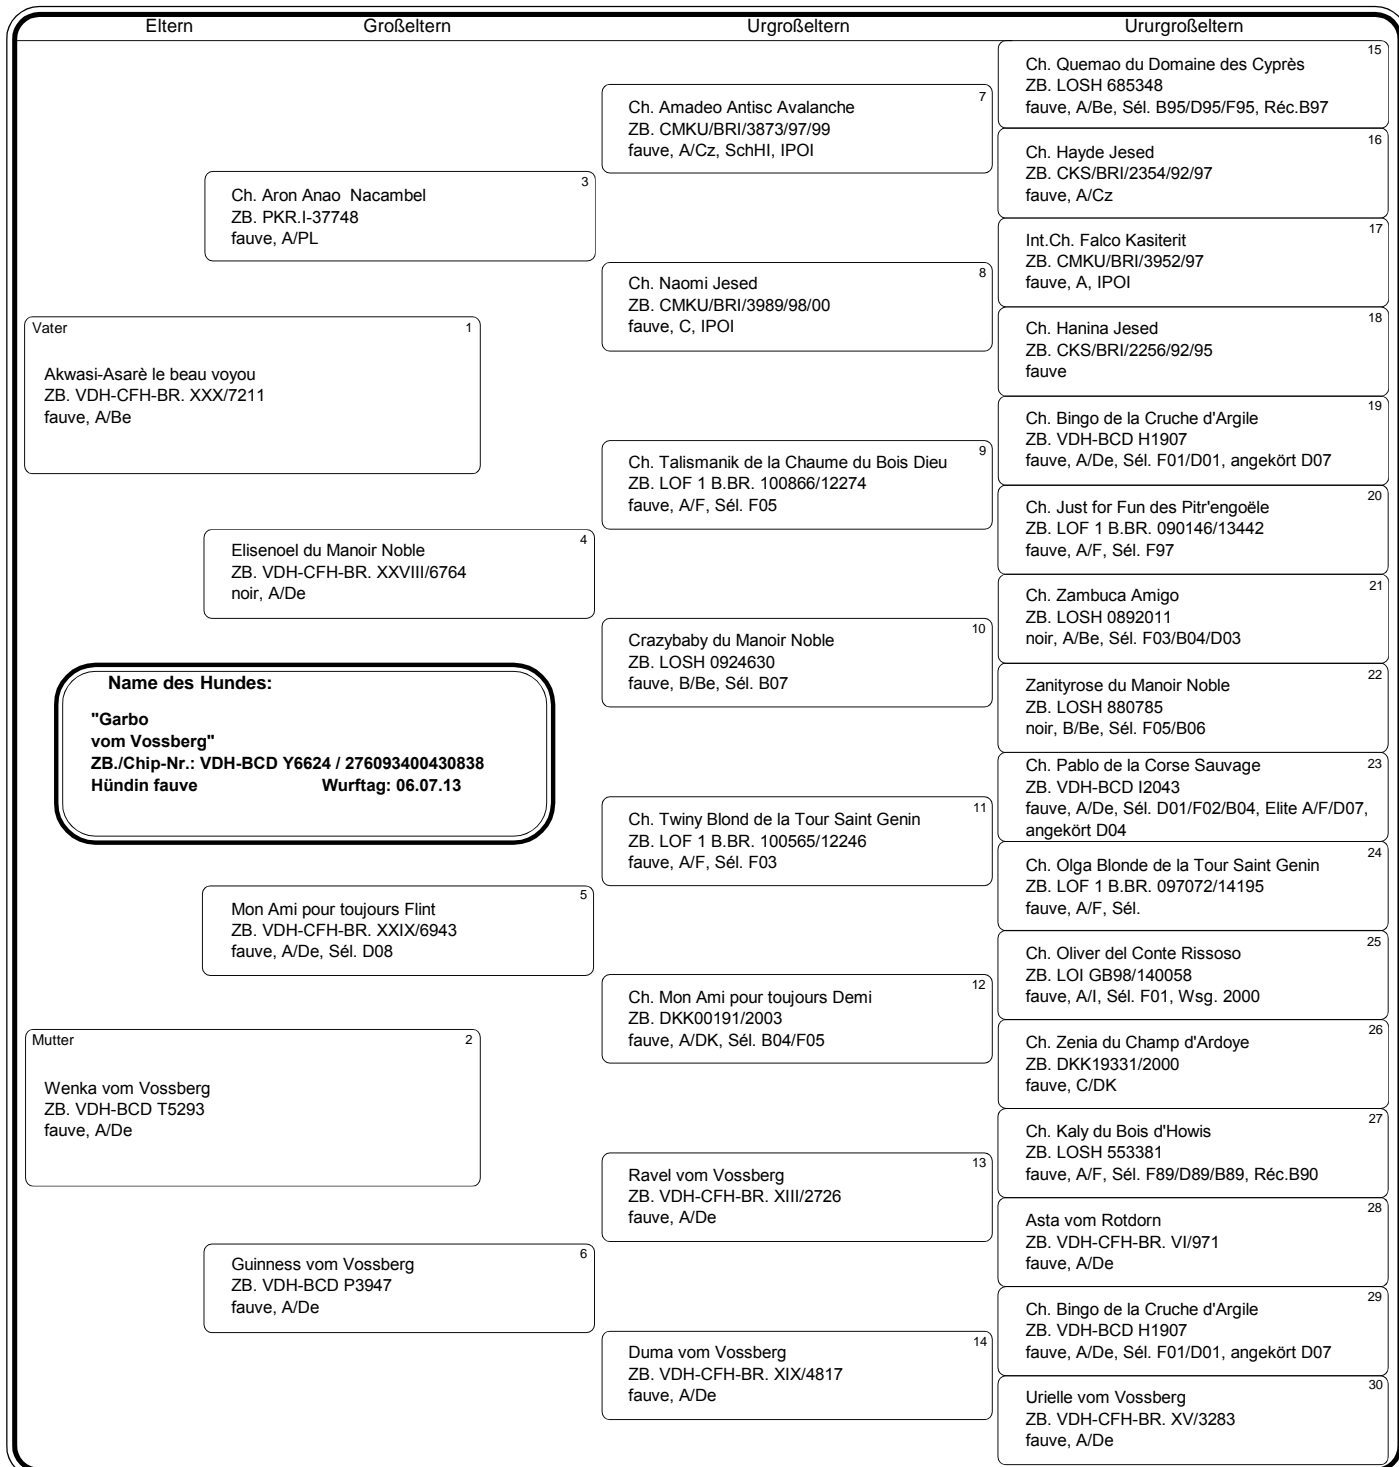 Eltern Großeltern Urgroßeltern Ururgroßeltern
Vater 1
Akwasi-Asarè le beau voyou
ZB. VDH-CFH-BR. XXX/7211
fauve, A/Be
Mutter 2
Wenka vom Vossberg
ZB. VDH-BCD T5293
fauve, A/De
3
Ch. Aron Anao  Nacambel
ZB. PKR.I-37748
fauve, A/PL
4
Elisenoel du Manoir Noble
ZB. VDH-CFH-BR. XXVIII/6764
noir, A/De
Name des Hundes:
"Garbo
vom Vossberg"
ZB./Chip-Nr.: VDH-BCD Y6624 / 276093400430838
Hündin fauve Wurftag: 06.07.13
5
Mon Ami pour toujours Flint
ZB. VDH-CFH-BR. XXIX/6943
fauve, A/De, Sél. D08
6
Guinness vom Vossberg
ZB. VDH-BCD P3947
fauve, A/De
7
Ch. Amadeo Antisc Avalanche
ZB. CMKU/BRI/3873/97/99
fauve, A/Cz, SchHI, IPOI
8
Ch. Naomi Jesed
ZB. CMKU/BRI/3989/98/00
fauve, C, IPOI
9
Ch. Talismanik de la Chaume du Bois Dieu
ZB. LOF 1 B.BR. 100866/12274
fauve, A/F, Sél. F05
10
Crazybaby du Manoir Noble
ZB. LOSH 0924630
fauve, B/Be, Sél. B07
11
Ch. Twiny Blond de la Tour Saint Genin
ZB. LOF 1 B.BR. 100565/12246
fauve, A/F, Sél. F03
12
Ch. Mon Ami pour toujours Demi
ZB. DKK00191/2003
fauve, A/DK, Sél. B04/F05
13
Ravel vom Vossberg
ZB. VDH-CFH-BR. XIII/2726
fauve, A/De
14
Duma vom Vossberg
ZB. VDH-CFH-BR. XIX/4817
fauve, A/De
15
Ch. Quemao du Domaine des Cyprès
ZB. LOSH 685348
fauve, A/Be, Sél. B95/D95/F95, Réc.B97
16
Ch. Hayde Jesed
ZB. CKS/BRI/2354/92/97
fauve, A/Cz
17
Int.Ch. Falco Kasiterit
ZB. CMKU/BRI/3952/97
fauve, A, IPOI
18
Ch. Hanina Jesed
ZB. CKS/BRI/2256/92/95
fauve
19
Ch. Bingo de la Cruche d'Argile
ZB. VDH-BCD H1907
fauve, A/De, Sél. F01/D01, angekört D07
20
Ch. Just for Fun des Pitr'engoële
ZB. LOF 1 B.BR. 090146/13442
fauve, A/F, Sél. F97
21
Ch. Zambuca Amigo
ZB. LOSH 0892011
noir, A/Be, Sél. F03/B04/D03
22
Zanityrose du Manoir Noble
ZB. LOSH 880785
noir, B/Be, Sél. F05/B06
23
Ch. Pablo de la Corse Sauvage
ZB. VDH-BCD I2043
fauve, A/De, Sél. D01/F02/B04, Elite A/F/D07,
angekört D04
24
Ch. Olga Blonde de la Tour Saint Genin
ZB. LOF 1 B.BR. 097072/14195
fauve, A/F, Sél.
25
Ch. Oliver del Conte Rissoso
ZB. LOI GB98/140058
fauve, A/I, Sél. F01, Wsg. 2000
26
Ch. Zenia du Champ d'Ardoye
ZB. DKK19331/2000
fauve, C/DK
27
Ch. Kaly du Bois d'Howis
ZB. LOSH 553381
fauve, A/F, Sél. F89/D89/B89, Réc.B90
28
Asta vom Rotdorn
ZB. VDH-CFH-BR. VI/971
fauve, A/De
29
Ch. Bingo de la Cruche d'Argile
ZB. VDH-BCD H1907
fauve, A/De, Sél. F01/D01, angekört D07
30
Urielle vom Vossberg
ZB. VDH-CFH-BR. XV/3283
fauve, A/De